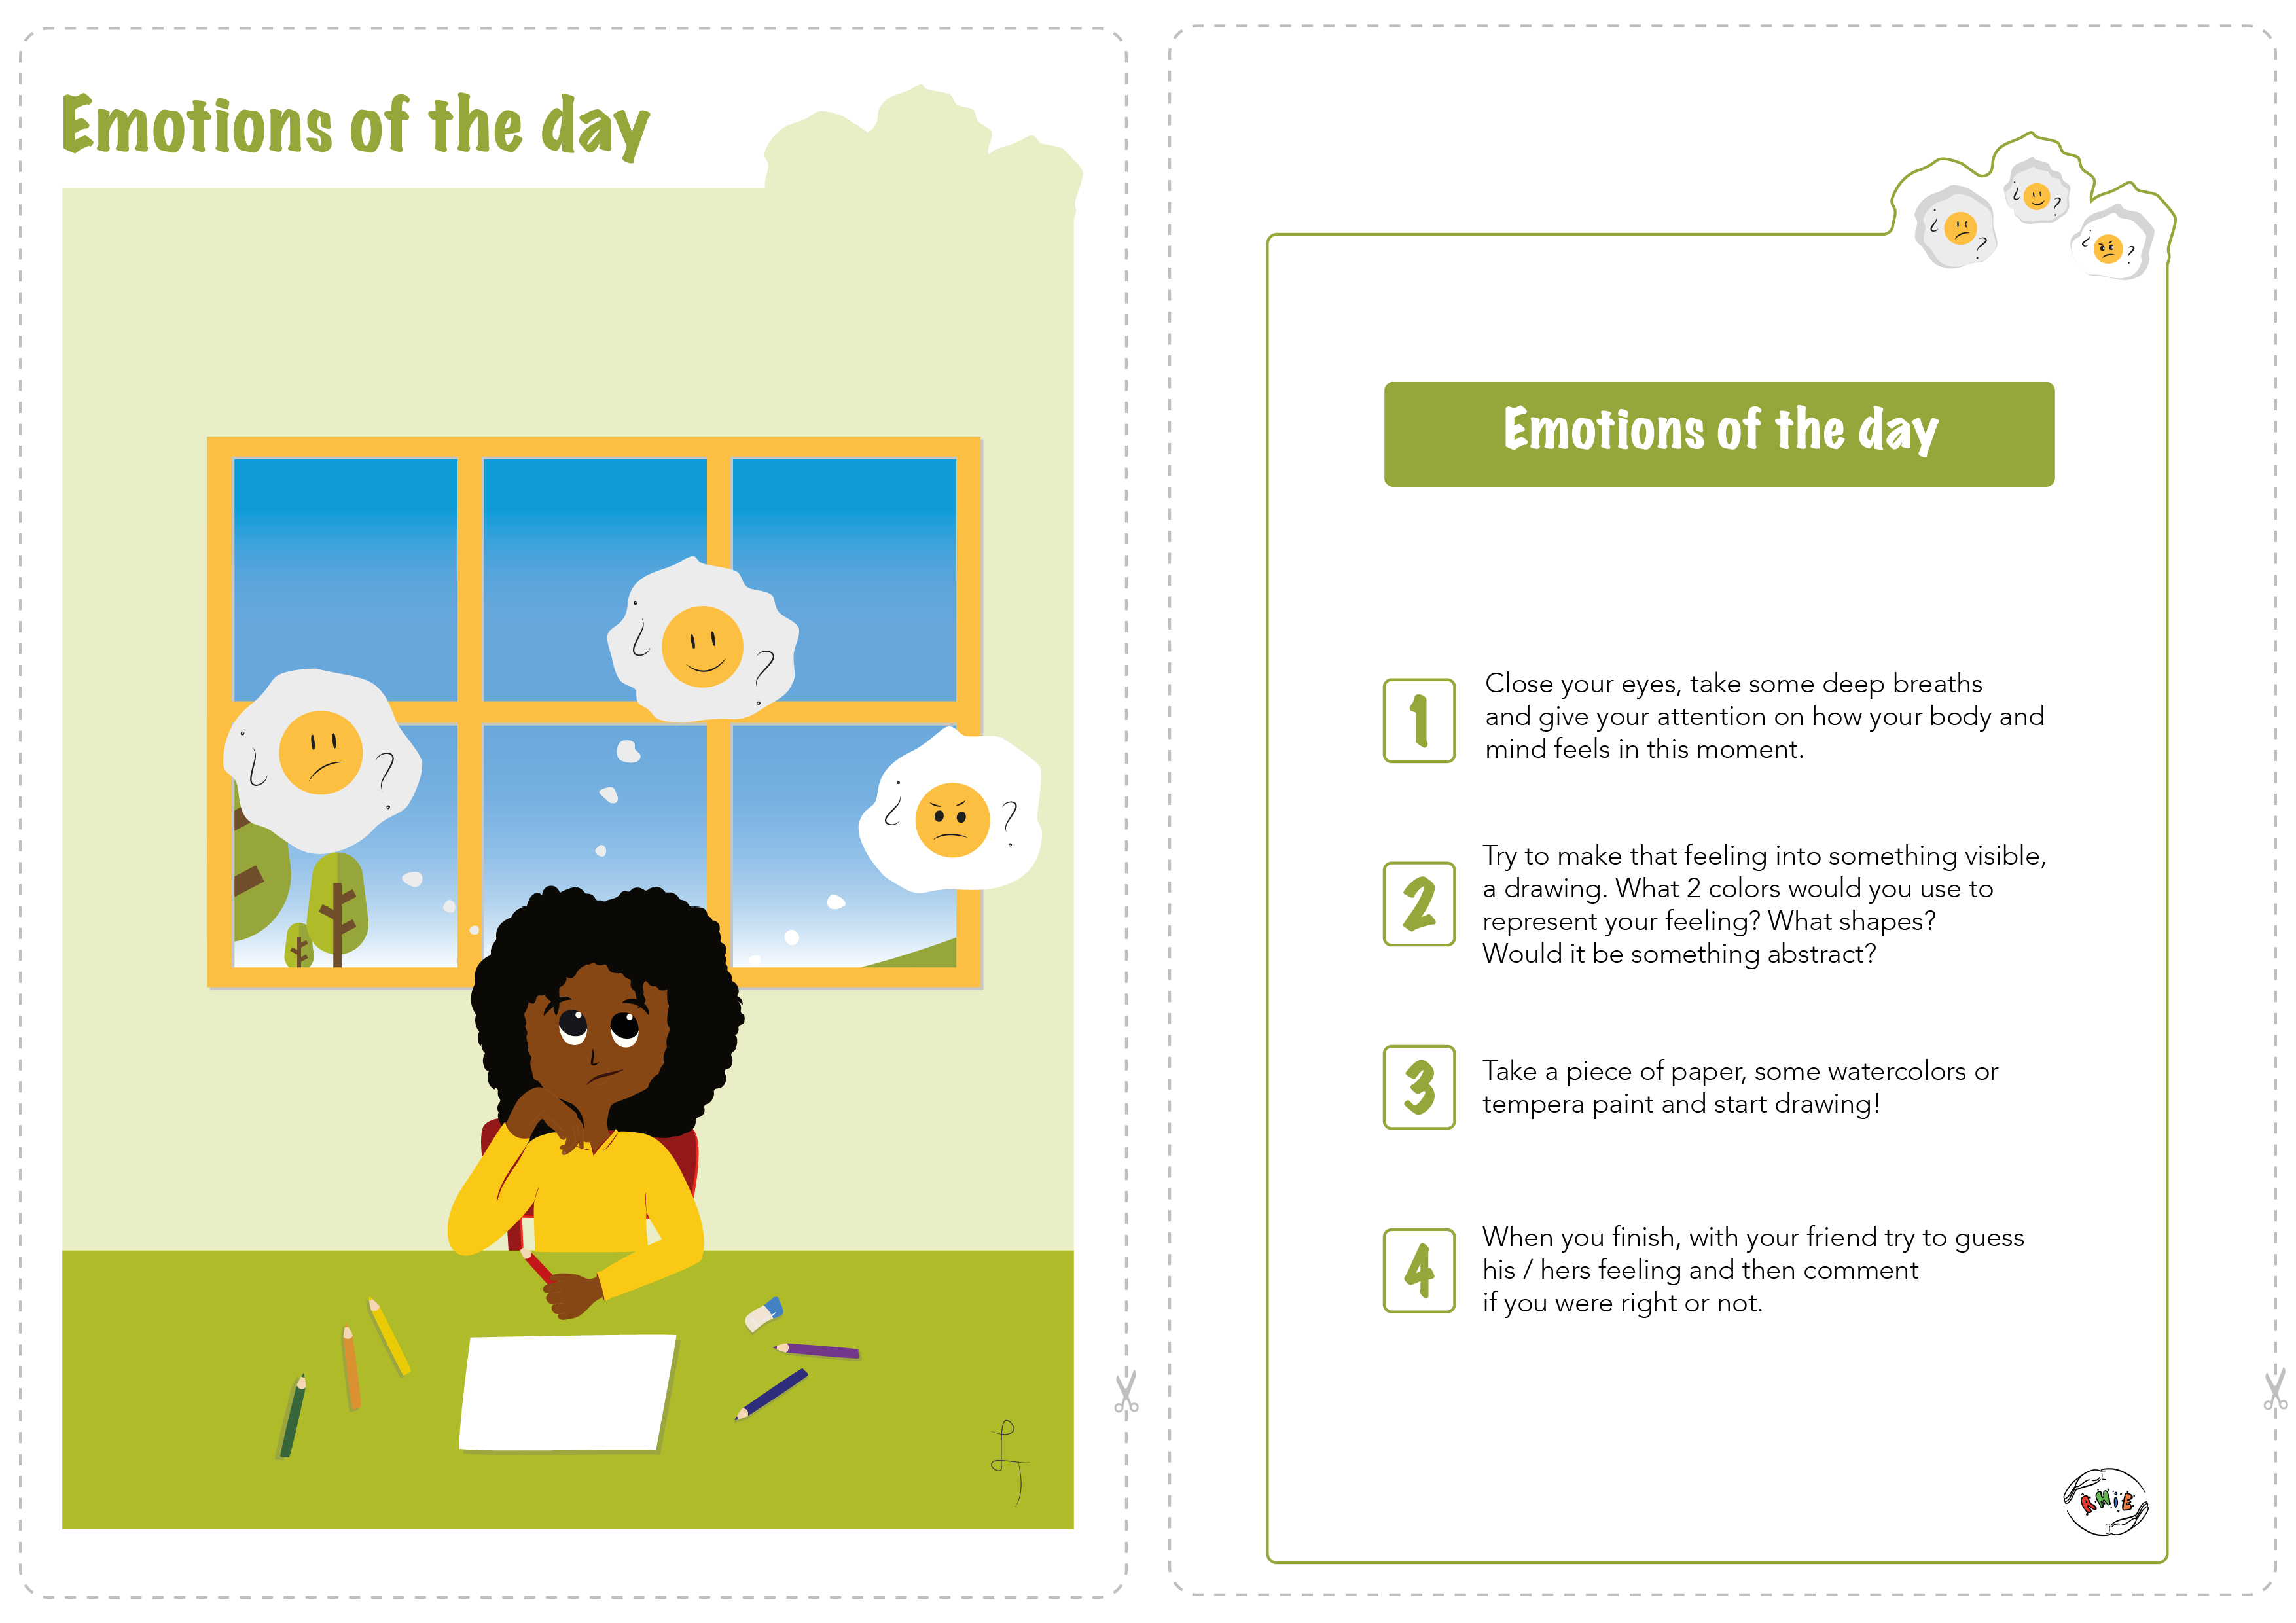 Emotions of the day
¿ ?
¿ ?
¿ ?
¿ ?
¿ ?
¿ ?
Emotions of the day
1
Close your eyes, take some deep breaths
and give your attention on how your body and
mind feels in this moment.
2
Try to make that feeling into something visible,
a drawing. What 2 colors would you use to
represent your feeling? What shapes?
Would it be something abstract?
3
Take a piece of paper, some watercolors or
tempera paint and start drawing!
4
When you finish, with your friend try to guess
his / hers feeling and then comment
if you were right or not.